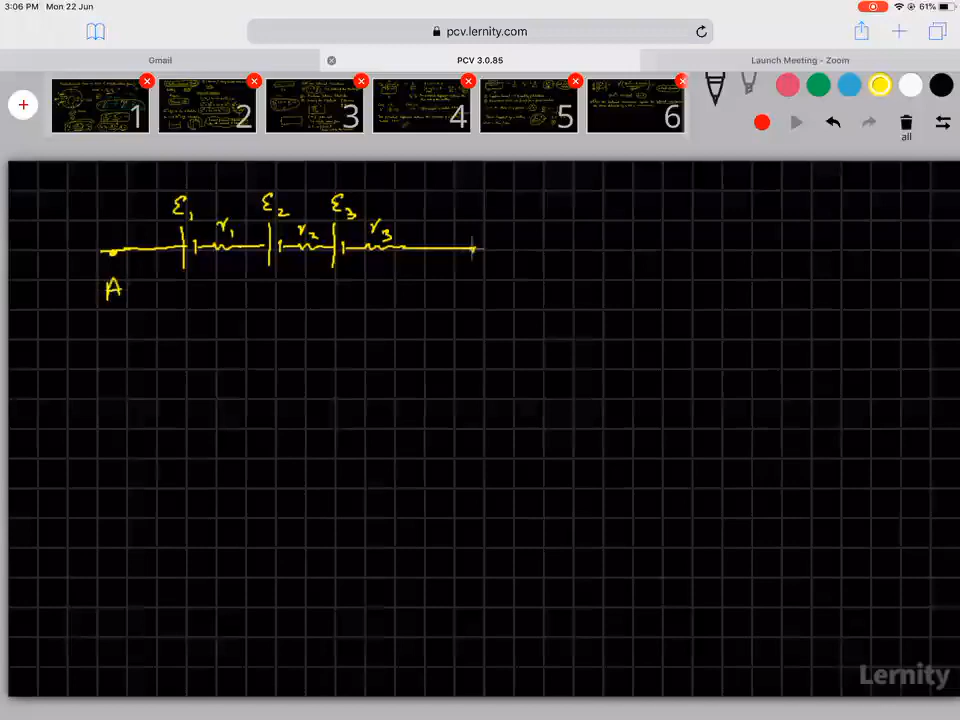 3:06 PM Mon 22 Jun
61%
pcv.lernity.com
Gmail
PCV 3.0.85
Launch Meeting - Zoom
1
2
3
4
5
6
all
ε₁ ε₂ ε₃
r₁ r₂ r₃
A
Lernity